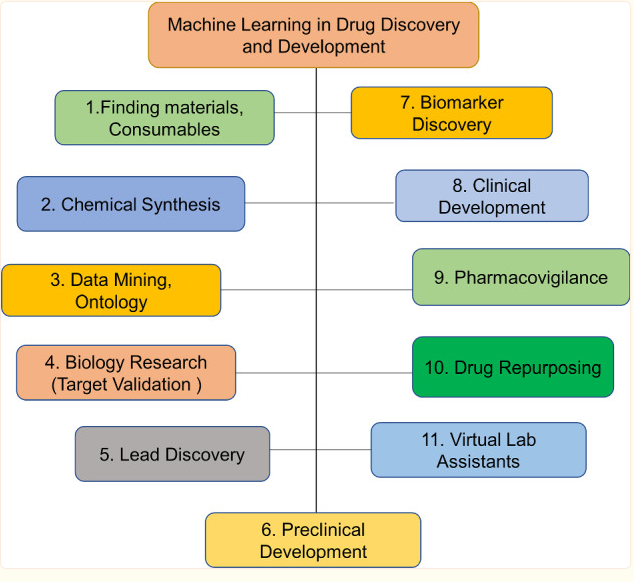 Machine Learning in Drug Discovery
and Development
1.Finding materials,
Consumables
2. Chemical Synthesis
3. Data Mining,
Ontology
4. Biology Research
(Target Validation )
5. Lead Discovery
6. Preclinical
Development
7. Biomarker
Discovery
8. Clinical
Development
9. Pharmacovigilance
10. Drug Repurposing
11. Virtual Lab
Assistants